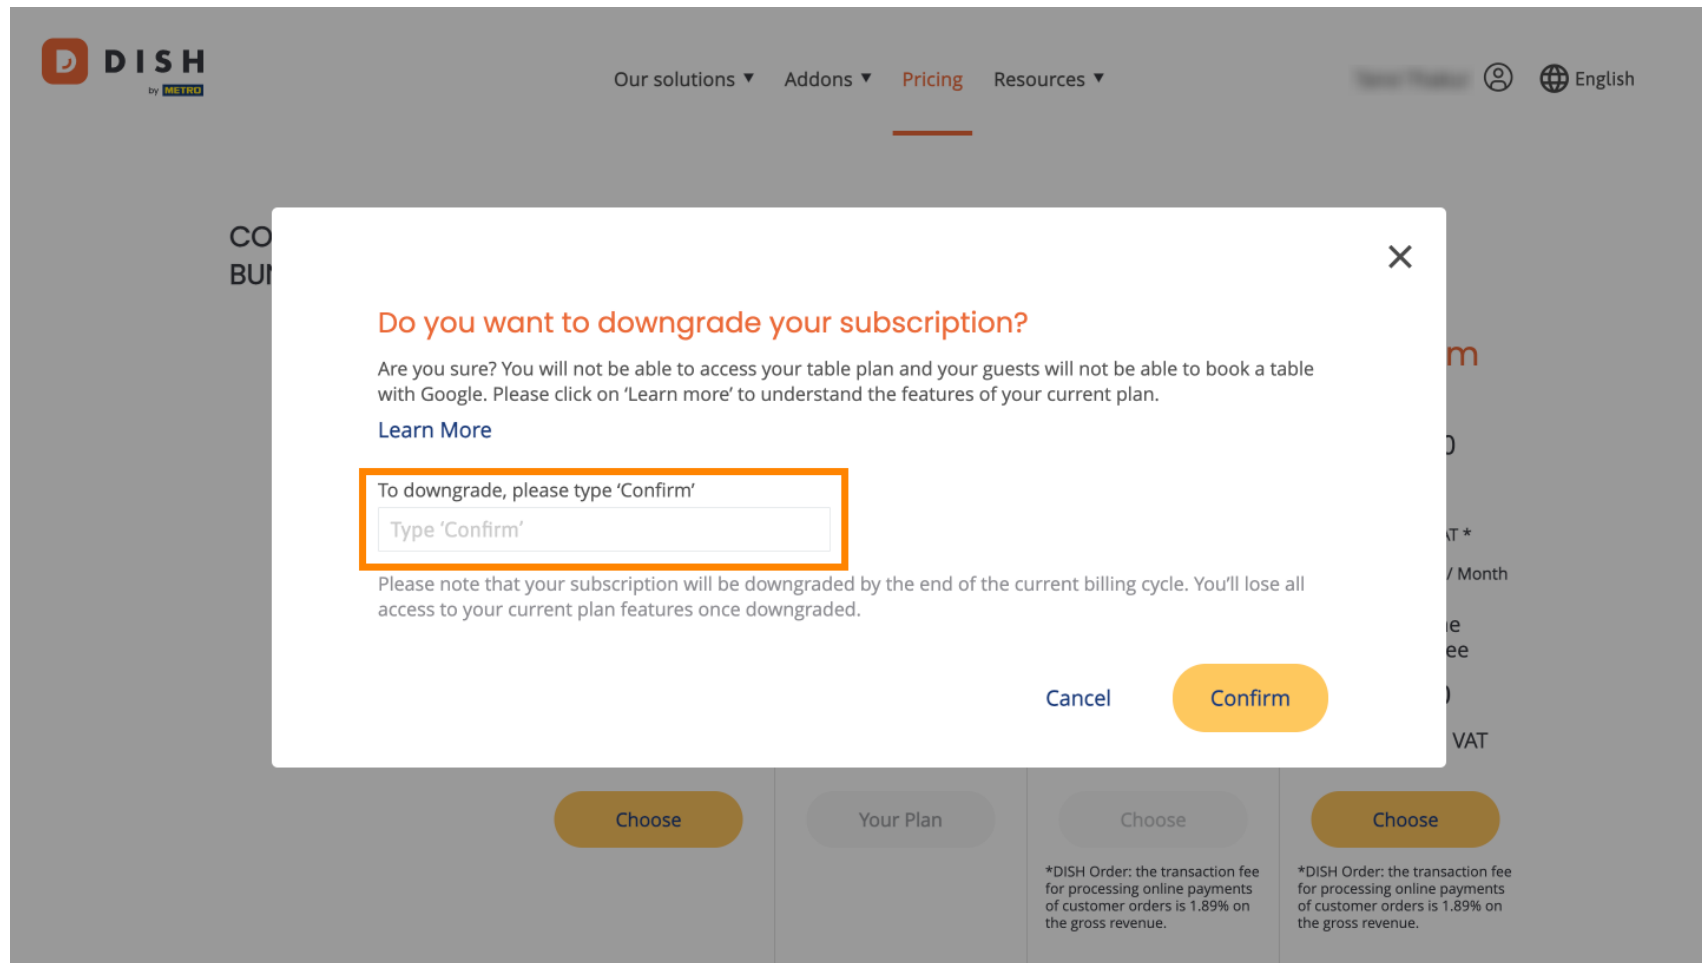 DISH
by METRO
Our solutions ▼ Addons ▼ Pricing Resources ▼
English
CO
BUN
Do you want to downgrade your subscription?
Are you sure? You will not be able to access your table plan and your guests will not be able to book a table
with Google. Please click on ‘Learn more’ to understand the features of your current plan.
Learn More
To downgrade, please type ‘Confirm’
Type ‘Confirm’
Please note that your subscription will be downgraded by the end of the current billing cycle. You’ll lose all
access to your current plan features once downgraded.
Cancel Confirm
m
/ Month
ee
VAT
Choose Your Plan Choose Choose
*DISH Order: the transaction fee
for processing online payments
of customer orders is 1.89% on
the gross revenue.
*DISH Order: the transaction fee
for processing online payments
of customer orders is 1.89% on
the gross revenue.